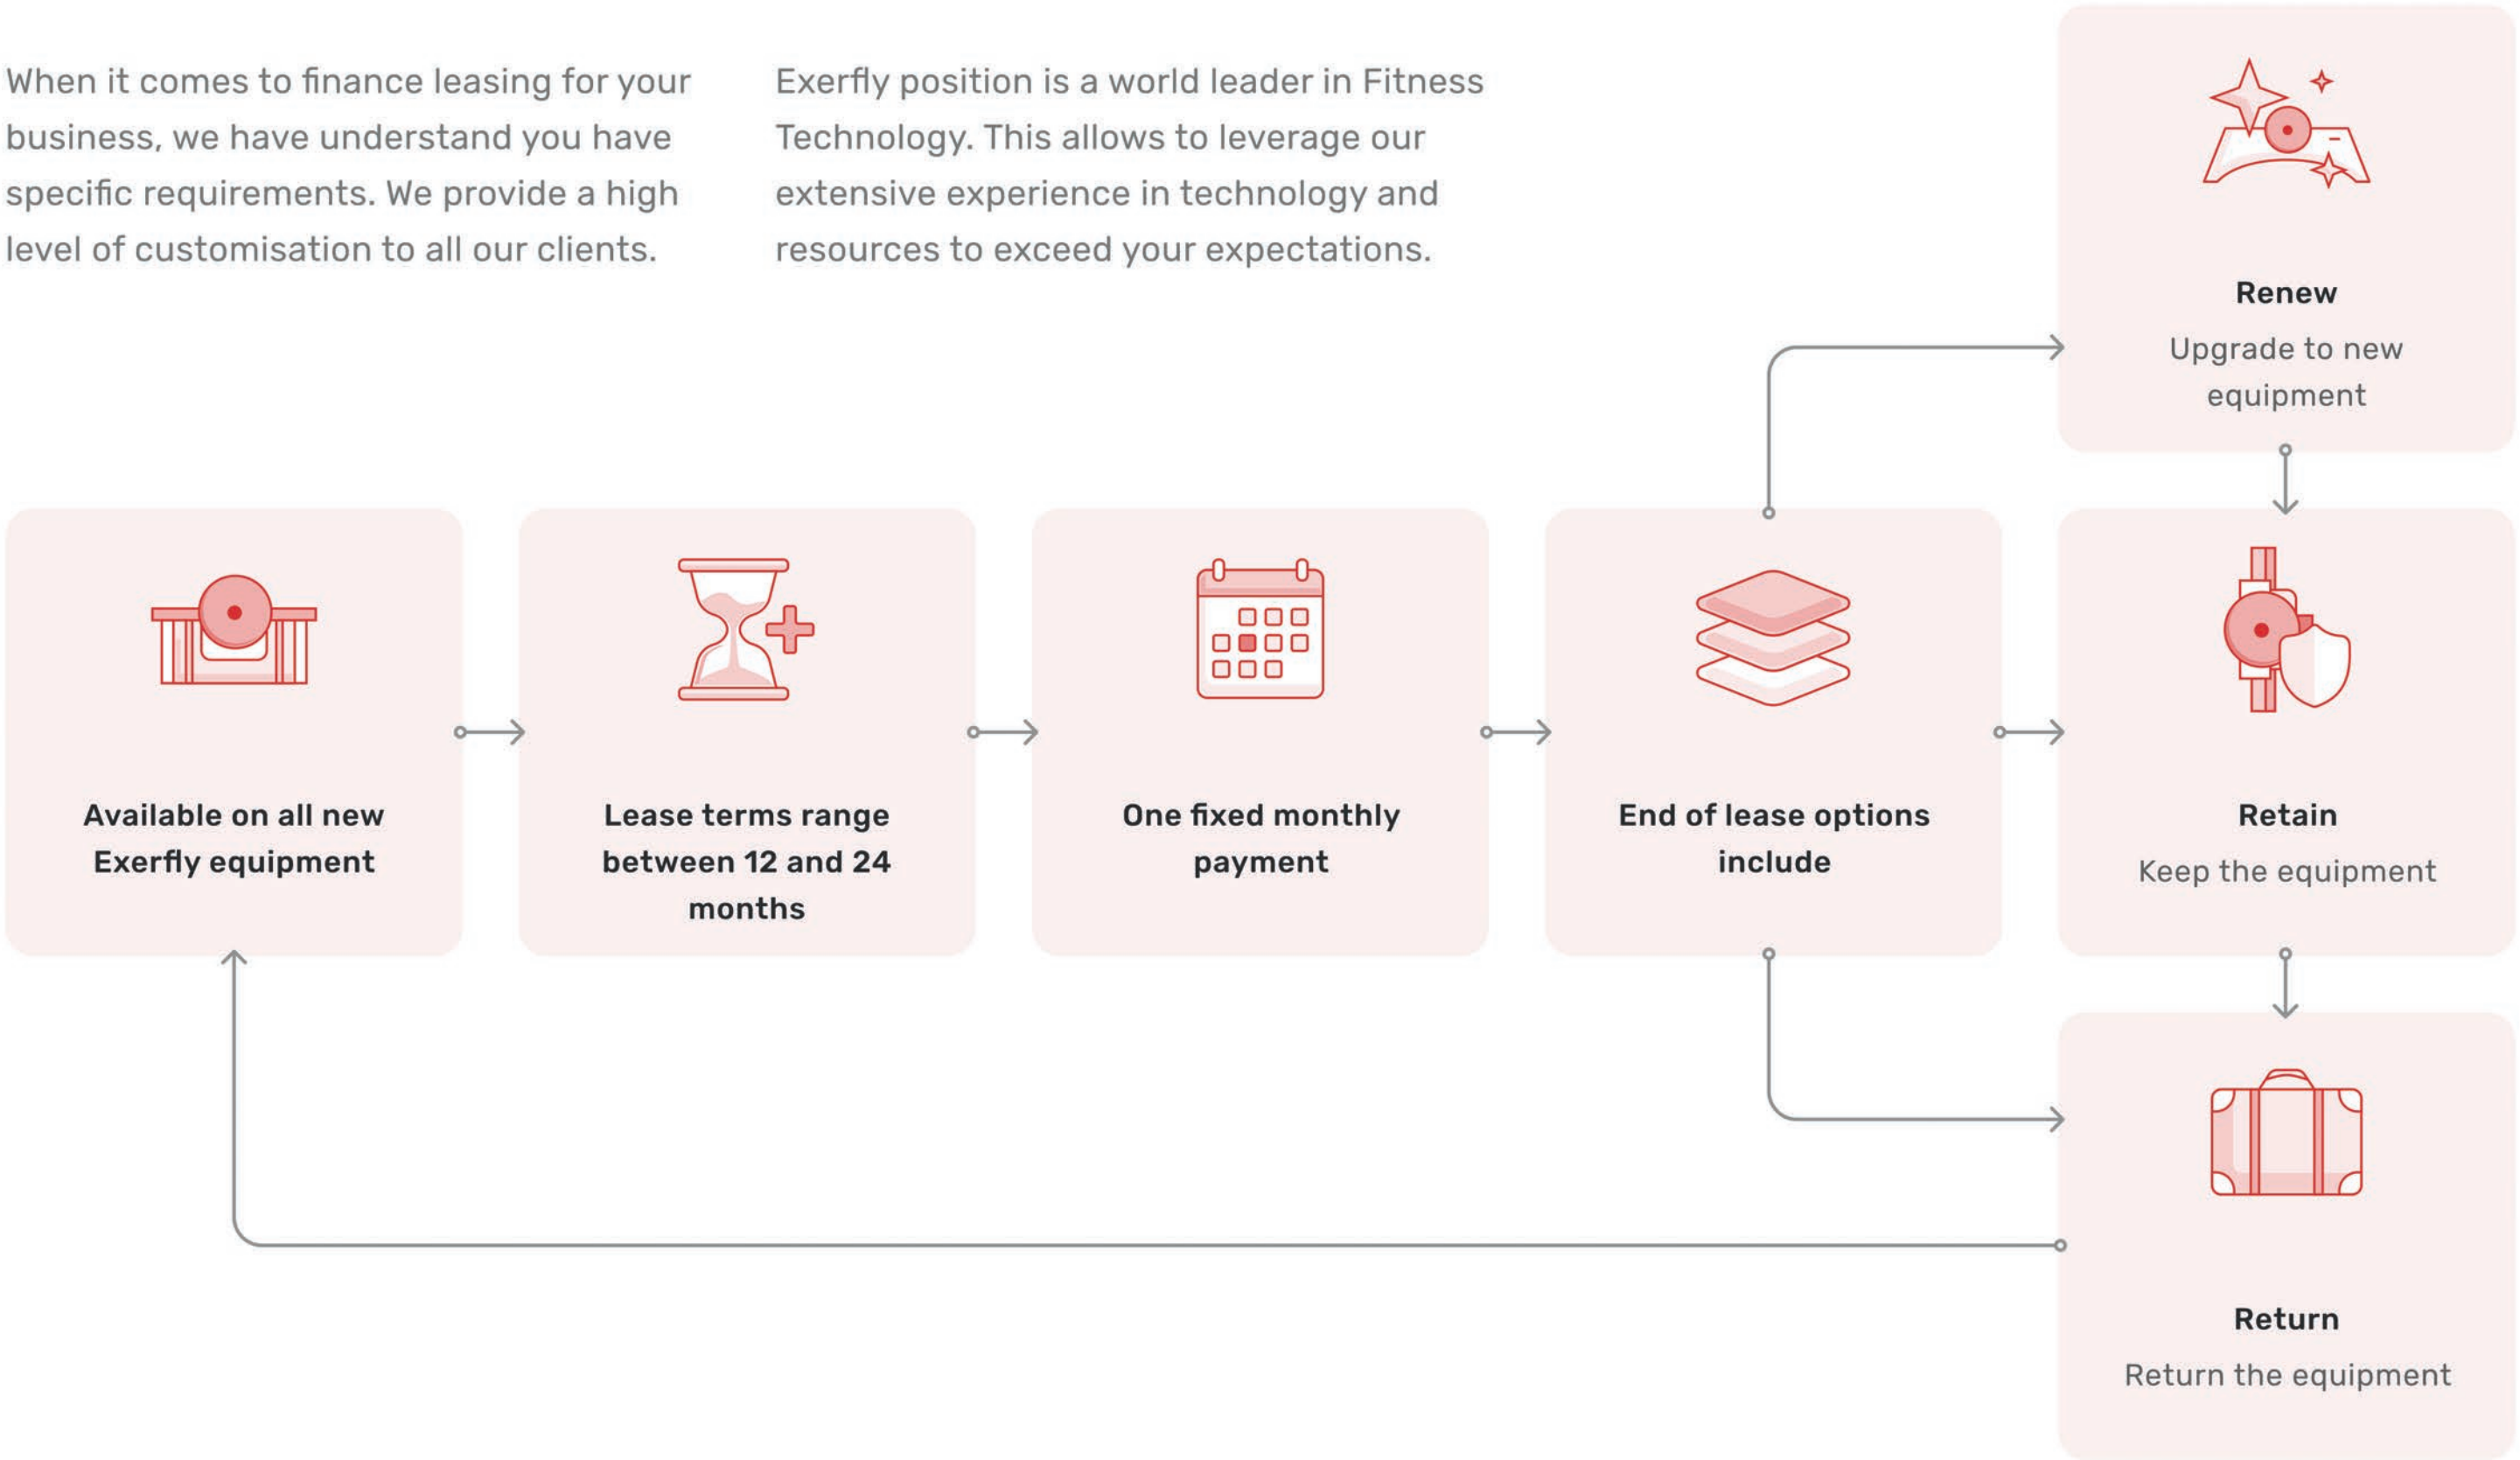 When it comes to finance leasing for your
business, we have understand you have
specific requirements. We provide a high
level of customisation to all our clients.
Exerfly position is a world leader in Fitness
Technology. This allows to leverage our
extensive experience in technology and
resources to exceed your expectations.
Available on all new
Exerfly equipment
Lease terms range
between 12 and 24
months
One fixed monthly
payment
End of lease options
include
Renew
Upgrade to new
equipment
Retain
Keep the equipment
Return
Return the equipment